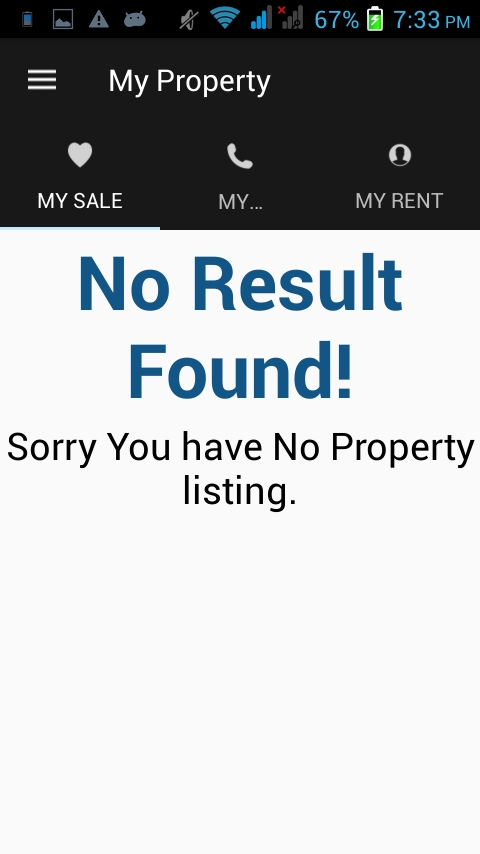 67% 7:33 PM
My Property
MY SALE MY... MY RENT
No Result
Found!
Sorry You have No Property
listing.